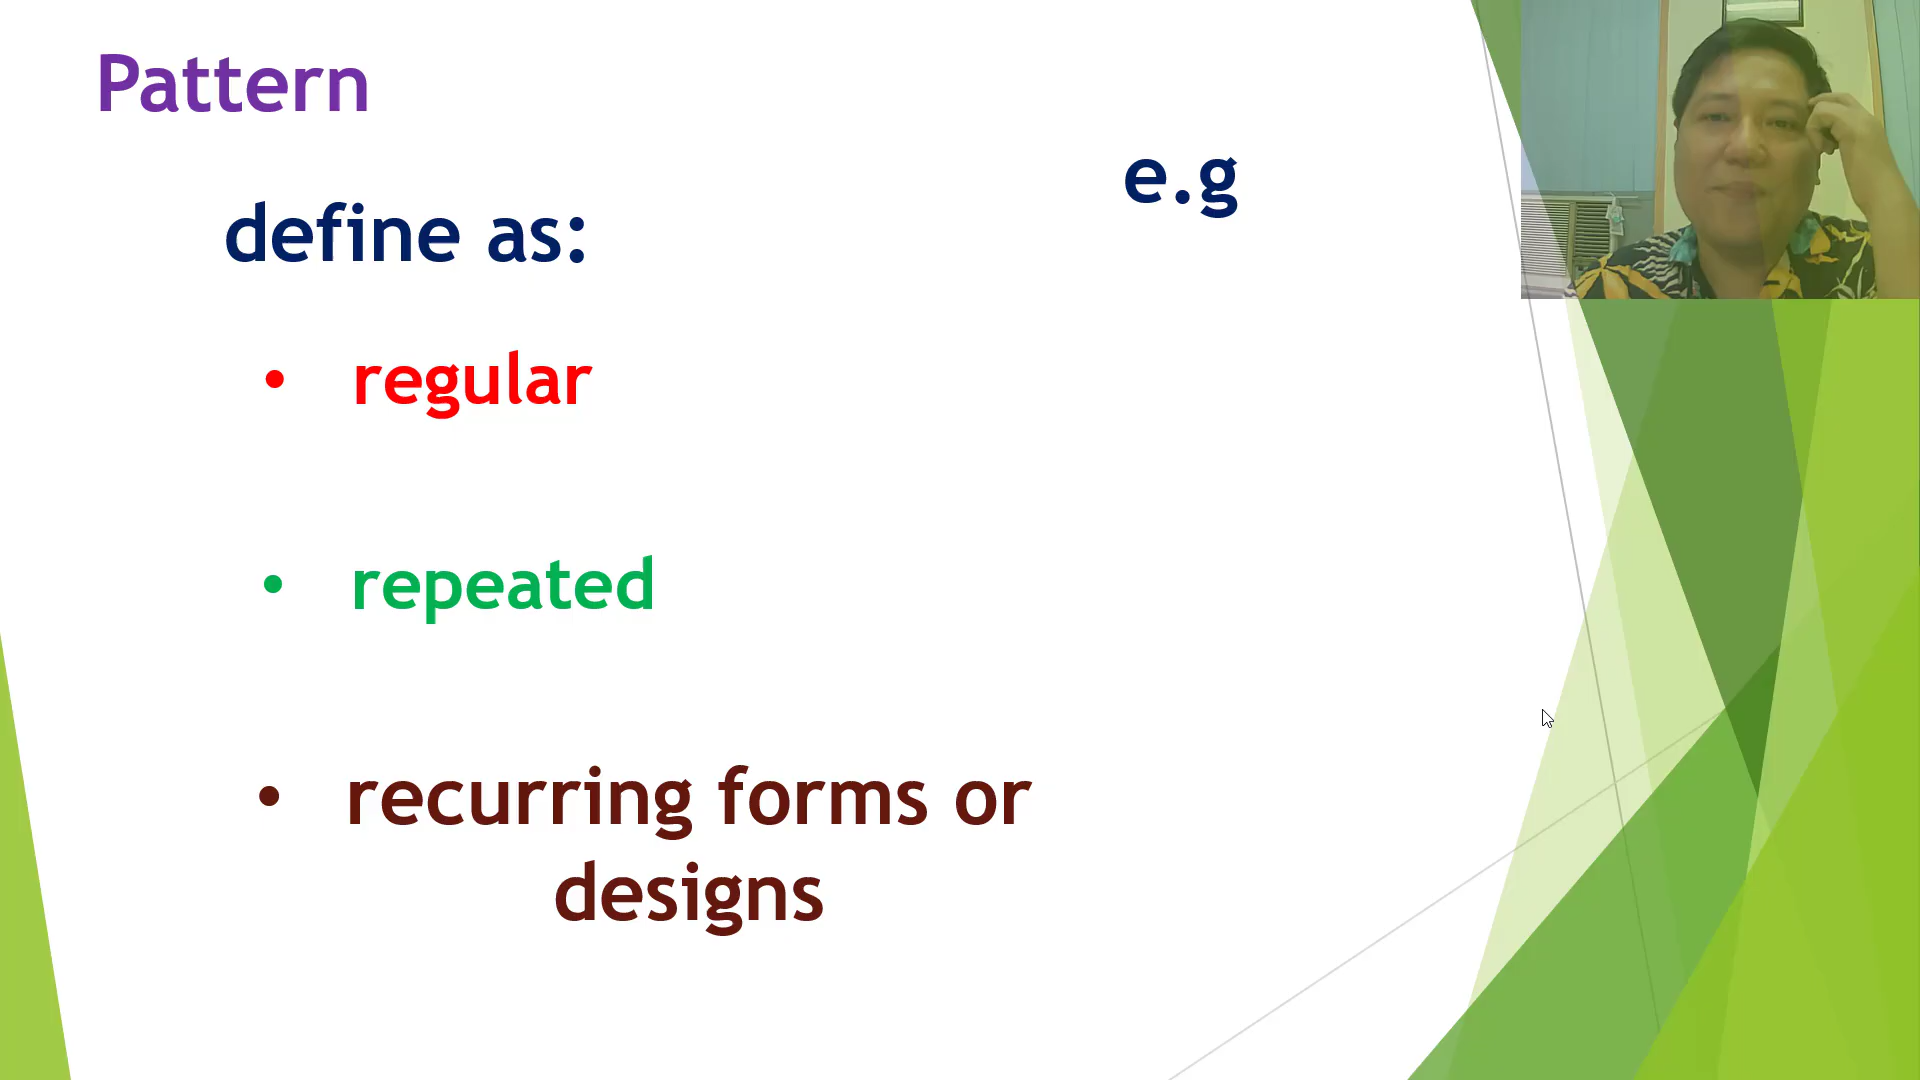 Pattern
e.g
define as:
• regular
• repeated
• recurring forms or
designs